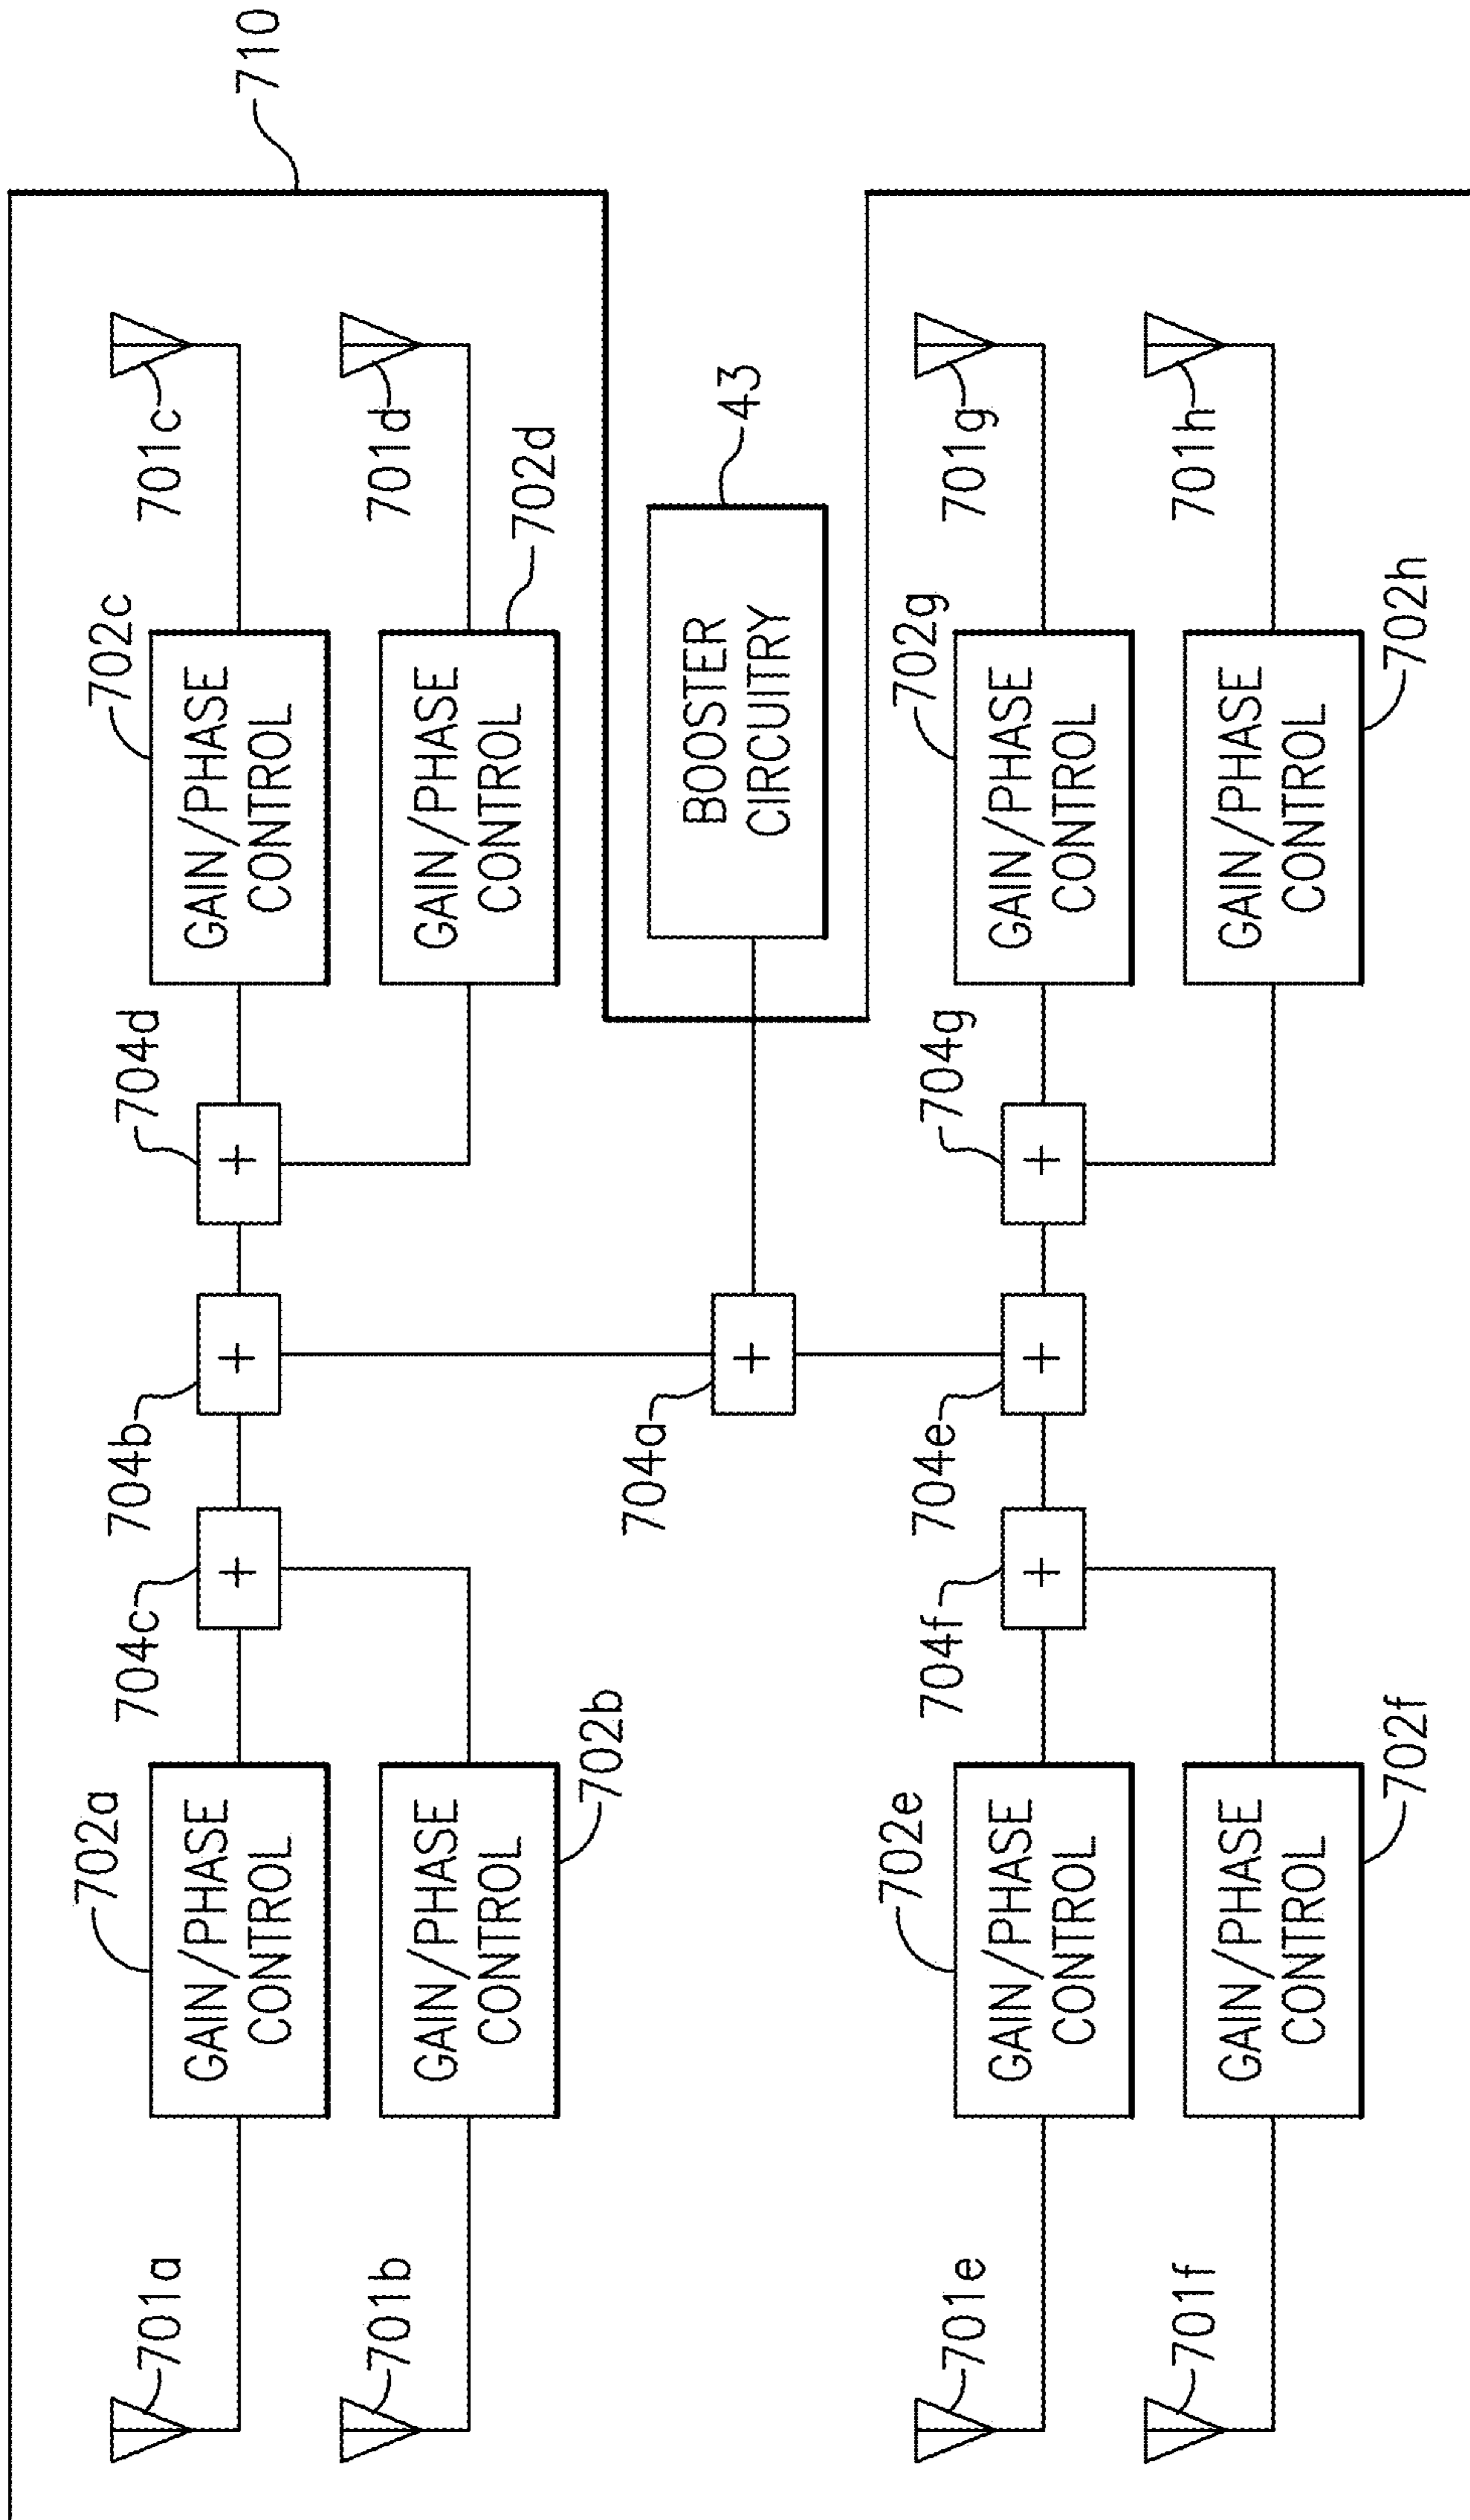 710
701c
702c
GAIN/PHASE
CONTROL
704d
701d
702d
GAIN/PHASE
CONTROL
704b
704c
702a
GAIN/PHASE
CONTROL
701a
702b
GAIN/PHASE
CONTROL
701b
43
BOOSTER
CIRCUITRY
704a
701g
702g
GAIN/PHASE
CONTROL
704g
701h
702h
GAIN/PHASE
CONTROL
704e
704f
702e
GAIN/PHASE
CONTROL
701e
702f
GAIN/PHASE
CONTROL
701f